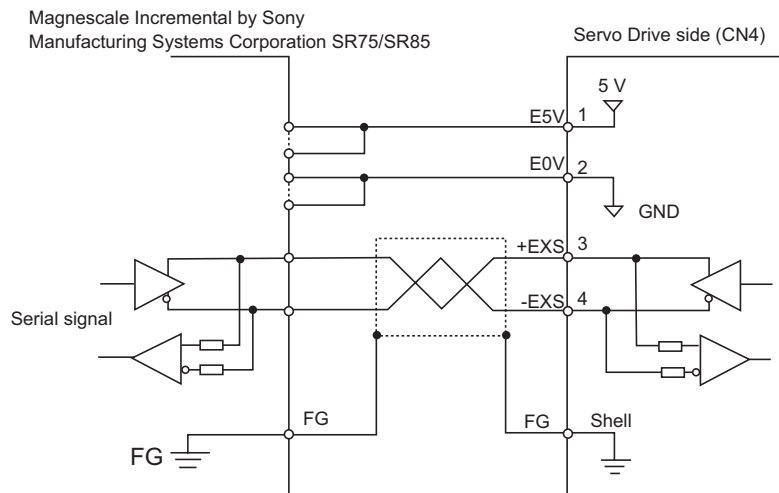 Magnescale Incremental by Sony
Manufacturing Systems Corporation SR75/SR85
Servo Drive side (CN4)
5 V
E5V 1
E0V 2
GND
+EXS 3
-EXS 4
Serial signal
FG
FG
FG Shell